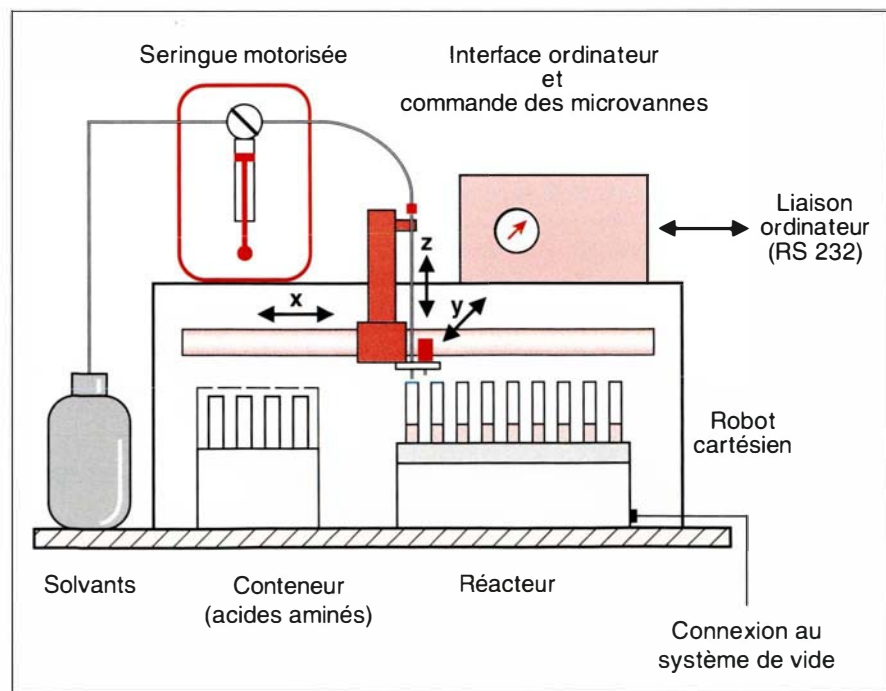 Seringue motorisée
Interface ordinateur
et
commande des microvannes
Liaison
ordinateur
(RS 232)
z
x
y
Robot
cartésien
Solvants
Conteneur
(acides aminés)
Réacteur
Connexion au
système de vide